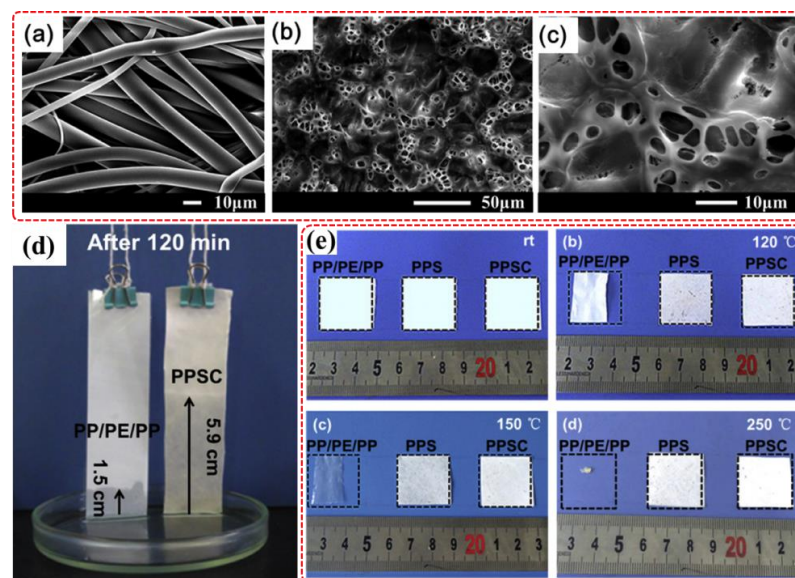 (a)
10μm
(b)
50μm
(c)
10μm
(d)
After 120 min
PP/PE/PP
1.5 cm
PPSC
5.9 cm
(e)
rt
PP/PE/PP PPS PPSC
2 3 4 5 6 7 8 9 20 1 2
(b) 120 ℃
PP/PE/PP PPS PPSC
2 3 4 5 6 7 8 9 20 1 2
(c) 150 ℃
PP/PE/PP PPS PPSC
3 4 5 6 7 8 9 20 1 2 3
(d) 250 ℃
PP/PE/PP PPS PPSC
3 4 5 6 7 8 9 20 1 2